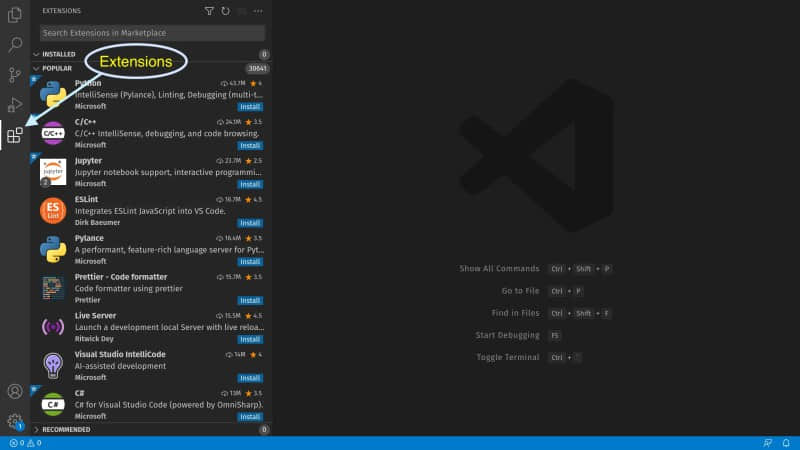 EXTENSIONS
Search Extensions in Marketplace
INSTALLED 0
Extensions
POPULAR 30641
Python 43.7M 4
IntelliSense (Pylance), Linting, Debugging (multi-t...
Microsoft Install
C/C++ 24.9M 3.5
C/C++ IntelliSense, debugging, and code browsing.
Microsoft Install
Jupyter 23.7M 2.5
Jupyter notebook support, interactive programmi...
Microsoft Install
ESLint 16.7M 4.5
Integrates ESLint JavaScript into VS Code.
Dirk Baeumer Install
Pylance 16.4M 3.5
A performant, feature-rich language server for Pyt...
Microsoft Install
Prettier - Code formatter 15.7M 3.5
Code formatter using prettier
Prettier Install
Live Server 15.5M 4.5
Launch a development local Server with live reloa...
Ritwick Dey Install
Visual Studio IntelliCode 14M 4
AI-assisted development
Microsoft Install
C# 13M 3.5
C# for Visual Studio Code (powered by OmniSharp).
Microsoft Install
RECOMMENDED 0
C/C++
jupyter
2
ES
Lint
C#
1
0 0
Show All Commands Ctrl + Shift + P
Go to File Ctrl + P
Find in Files Ctrl + Shift + F
Start Debugging F5
Toggle Terminal Ctrl + `